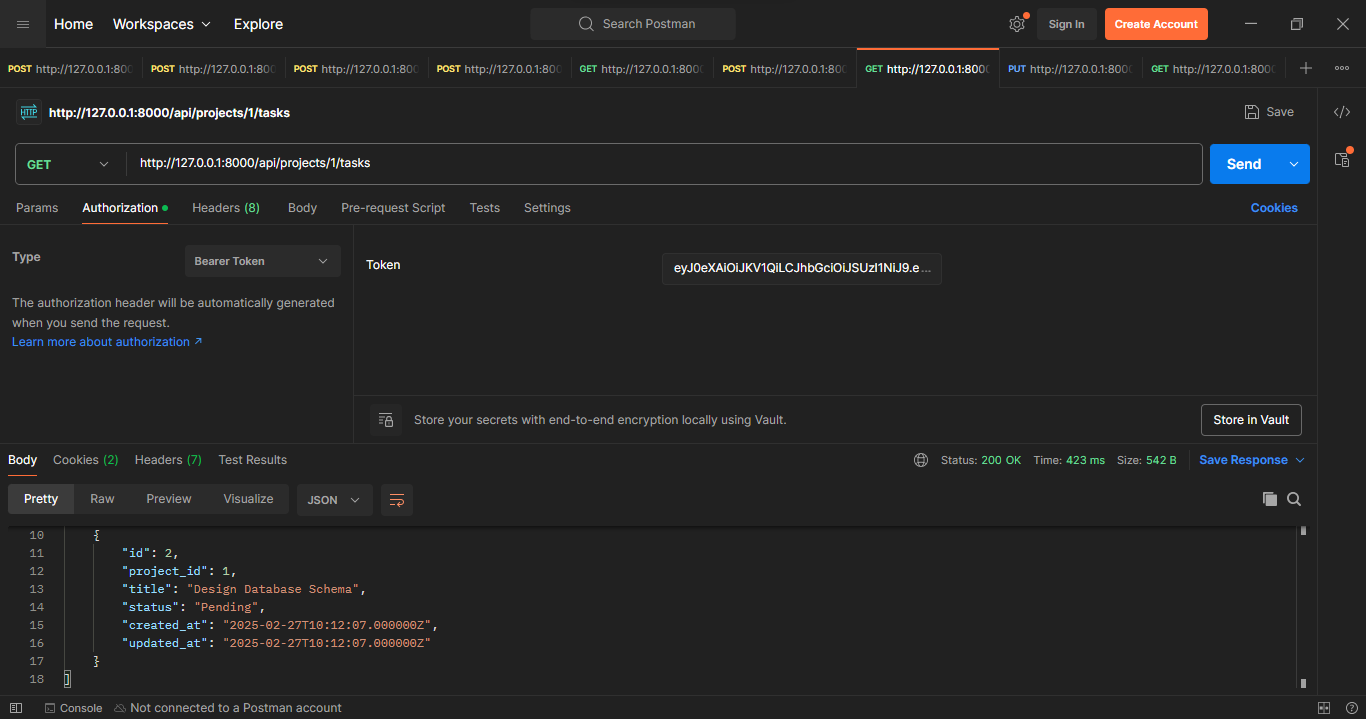 Home Workspaces Explore Search Postman Sign In Create Account
POST http://127.0.0.1:800 POST http://127.0.0.1:800 POST http://127.0.0.1:800 POST http://127.0.0.1:800 GET http://127.0.0.1:800 POST http://127.0.0.1:800 GET http://127.0.0.1:800 PUT http://127.0.0.1:800 GET http://127.0.0.1:800
HTTP http://127.0.0.1:8000/api/projects/1/tasks Save
GET http://127.0.0.1:8000/api/projects/1/tasks Send
Params Authorization Headers (8) Body Pre-request Script Tests Settings Cookies
Type Bearer Token Token eyJ0eXAiOiJKV1QiLCJhbGciOiJSUzI1NiJ9.e...
The authorization header will be automatically generated
when you send the request.
Learn more about authorization ↗
Store your secrets with end-to-end encryption locally using Vault. Store in Vault
Body Cookies (2) Headers (7) Test Results Status: 200 OK Time: 423 ms Size: 542 B Save Response
Pretty Raw Preview Visualize JSON
10 {
11 "id": 2,
12 "project_id": 1,
13 "title": "Design Database Schema",
14 "status": "Pending",
15 "created_at": "2025-02-27T10:12:07.000000Z",
16 "updated_at": "2025-02-27T10:12:07.000000Z"
17 }
18 ]
Console Not connected to a Postman account